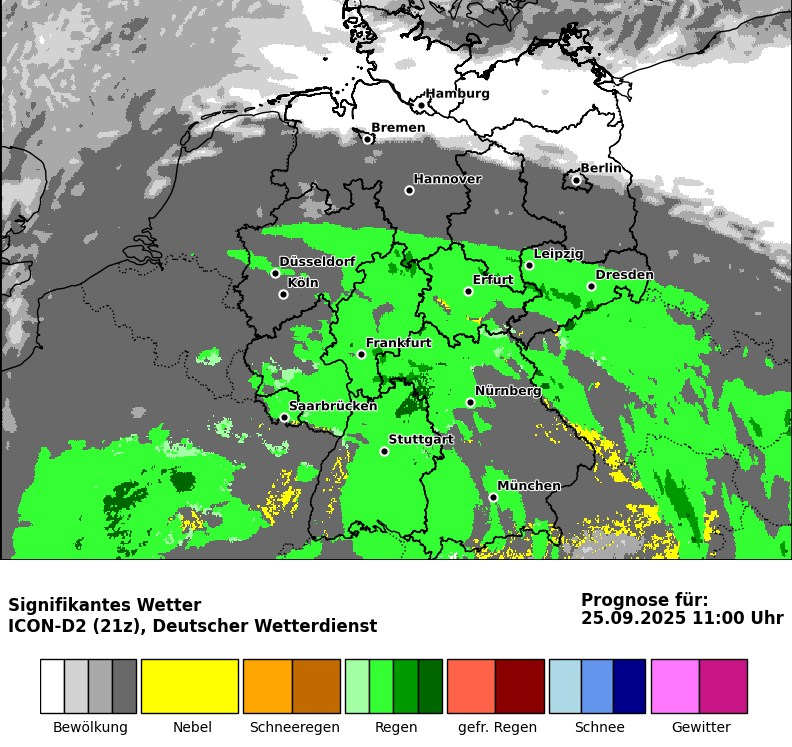 Hamburg
Bremen
Berlin
Hannover
Leipzig
Düsseldorf
Dresden
Köln
Erfurt
Frankfurt
Nürnberg
Saarbrücken
Stuttgart
München
Signifikantes Wetter
ICON-D2 (21z), Deutscher Wetterdienst
Prognose für:
25.09.2025 11:00 Uhr
Bewölkung Nebel Schneeregen Regen gefr. Regen Schnee Gewitter